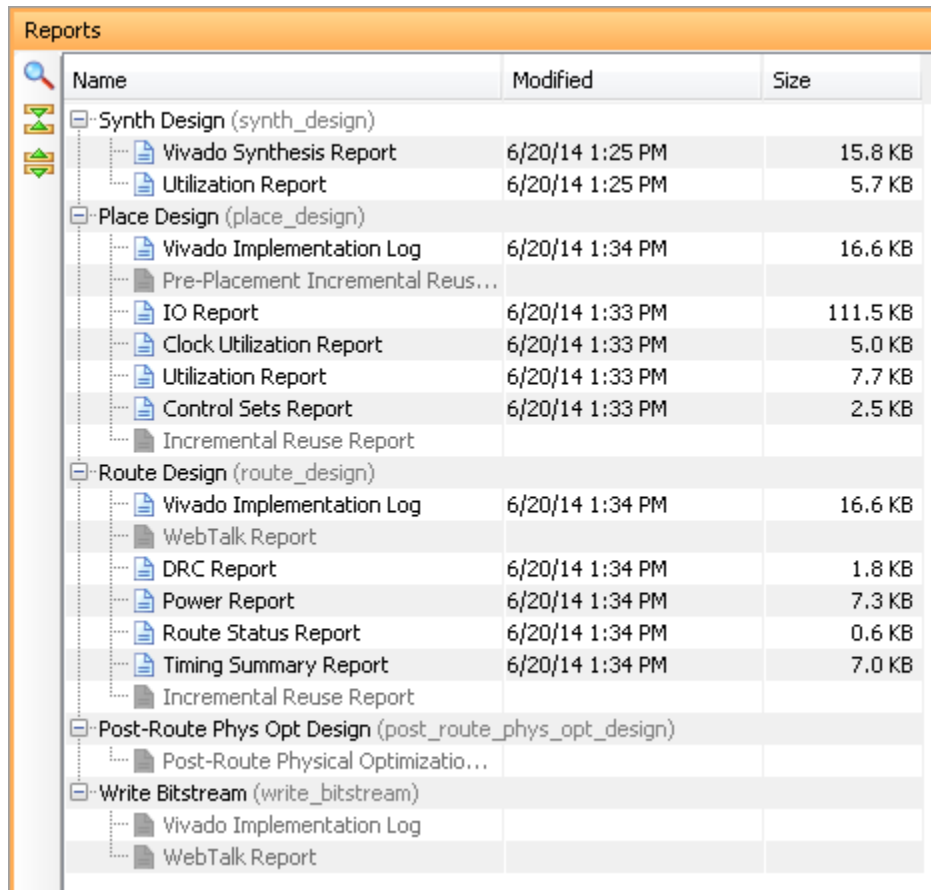 Reports
Name Modified Size
Synth Design (synth_design)
Vivado Synthesis Report 6/20/14 1:25 PM 15.8 KB
Utilization Report 6/20/14 1:25 PM 5.7 KB
Place Design (place_design)
Vivado Implementation Log 6/20/14 1:34 PM 16.6 KB
Pre-Placement Incremental Reus...
IO Report 6/20/14 1:33 PM 111.5 KB
Clock Utilization Report 6/20/14 1:33 PM 5.0 KB
Utilization Report 6/20/14 1:33 PM 7.7 KB
Control Sets Report 6/20/14 1:33 PM 2.5 KB
Incremental Reuse Report
Route Design (route_design)
Vivado Implementation Log 6/20/14 1:34 PM 16.6 KB
WebTalk Report
DRC Report 6/20/14 1:34 PM 1.8 KB
Power Report 6/20/14 1:34 PM 7.3 KB
Route Status Report 6/20/14 1:34 PM 0.6 KB
Timing Summary Report 6/20/14 1:34 PM 7.0 KB
Incremental Reuse Report
Post-Route Phys Opt Design (post_route_phys_opt_design)
Post-Route Physical Optimizatio...
Write Bitstream (write_bitstream)
Vivado Implementation Log
WebTalk Report